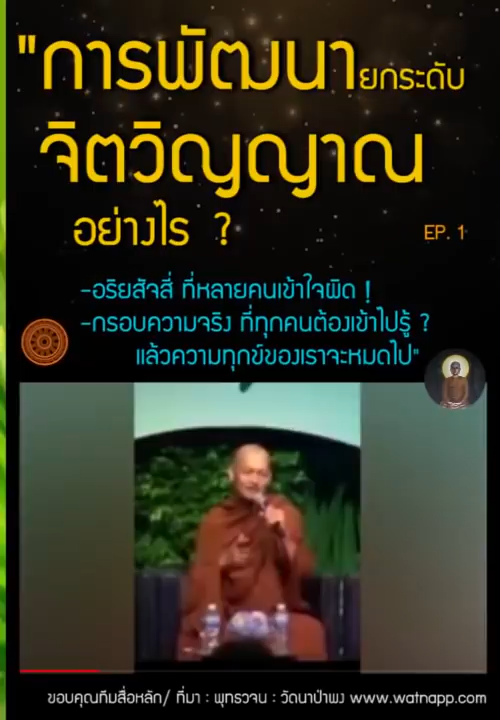 "การพัฒนายกระดับ
จิตวิญญาณ
อย่างไร ?
EP. 1
-อริยสัจสี่ ที่หลายคนเข้าใจผิด !
-กรอบความจริง ที่ทุกคนต้องเข้าไปรู้ ?
แล้วความทุกข์ของเราจะหมดไป"
ขอบคุณทีมสื่อหลัก/ ที่มา : พุทธวจน : วัดนาป่าพง www.watnapp.com